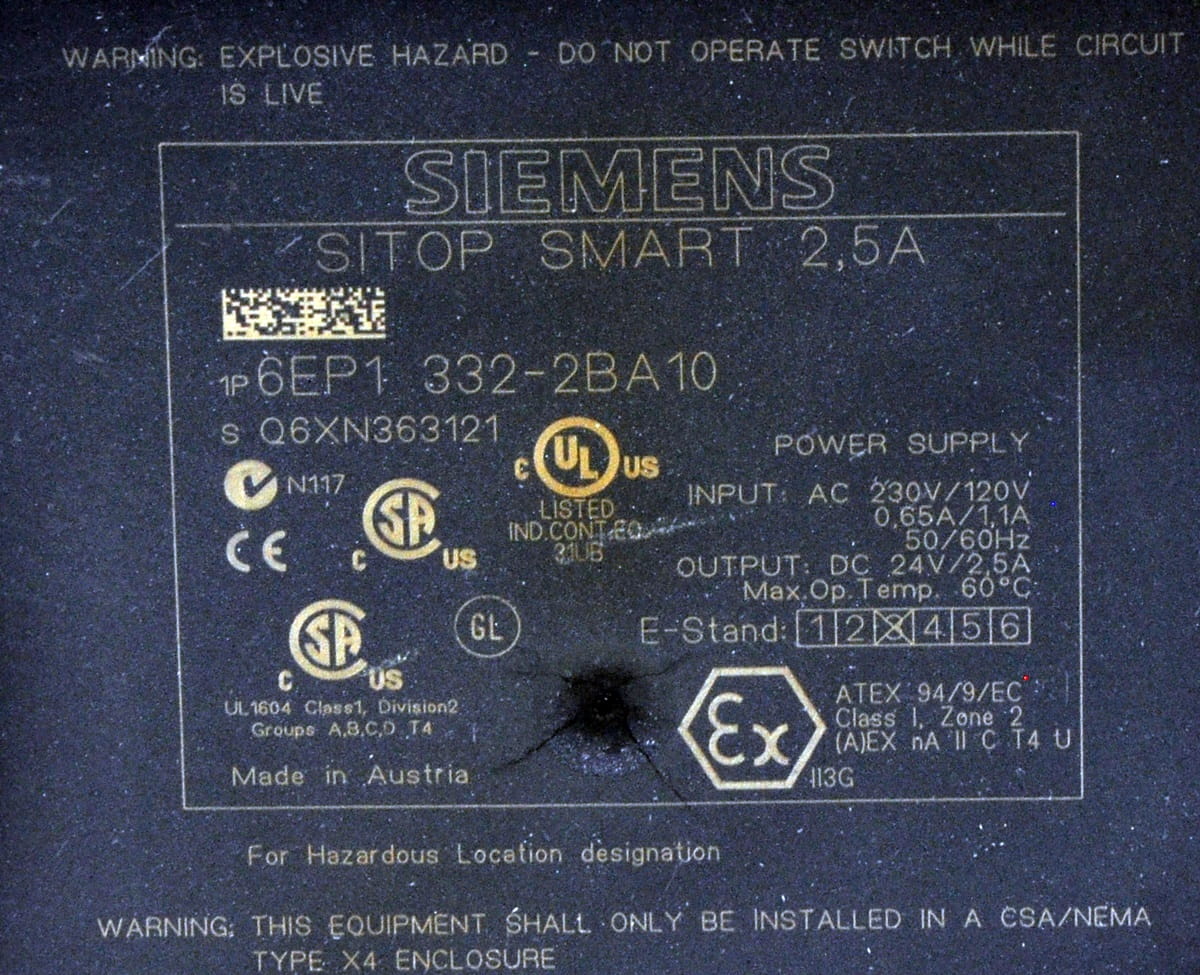 WARNING: EXPLOSIVE HAZARD - DO NOT OPERATE SWITCH WHILE CIRCUIT
IS LIVE
SIEMENS
SITOP SMART 2,5A
1P 6EP1 332-2BA10
S Q6XN363121
N117
CE
C SA US
C UL US
LISTED
IND.CONT.EQ.
31UB
POWER SUPPLY
INPUT: AC 230V/120V
0,65A/1,1A
50/60Hz
OUTPUT: DC 24V/2,5A
Max.Op.Temp. 60°C
E-Stand: 1 2 3 4 5 6
C SA US
GL
UL1604 Class1, Division2
Groups A,B,C,D T4
Made in Austria
Ex
ATEX 94/9/EC
Class I, Zone 2
(A)EX nA II C T4 U
II3G
For Hazardous Location designation
WARNING: THIS EQUIPMENT SHALL ONLY BE INSTALLED IN A CSA/NEMA
TYPE X4 ENCLOSURE